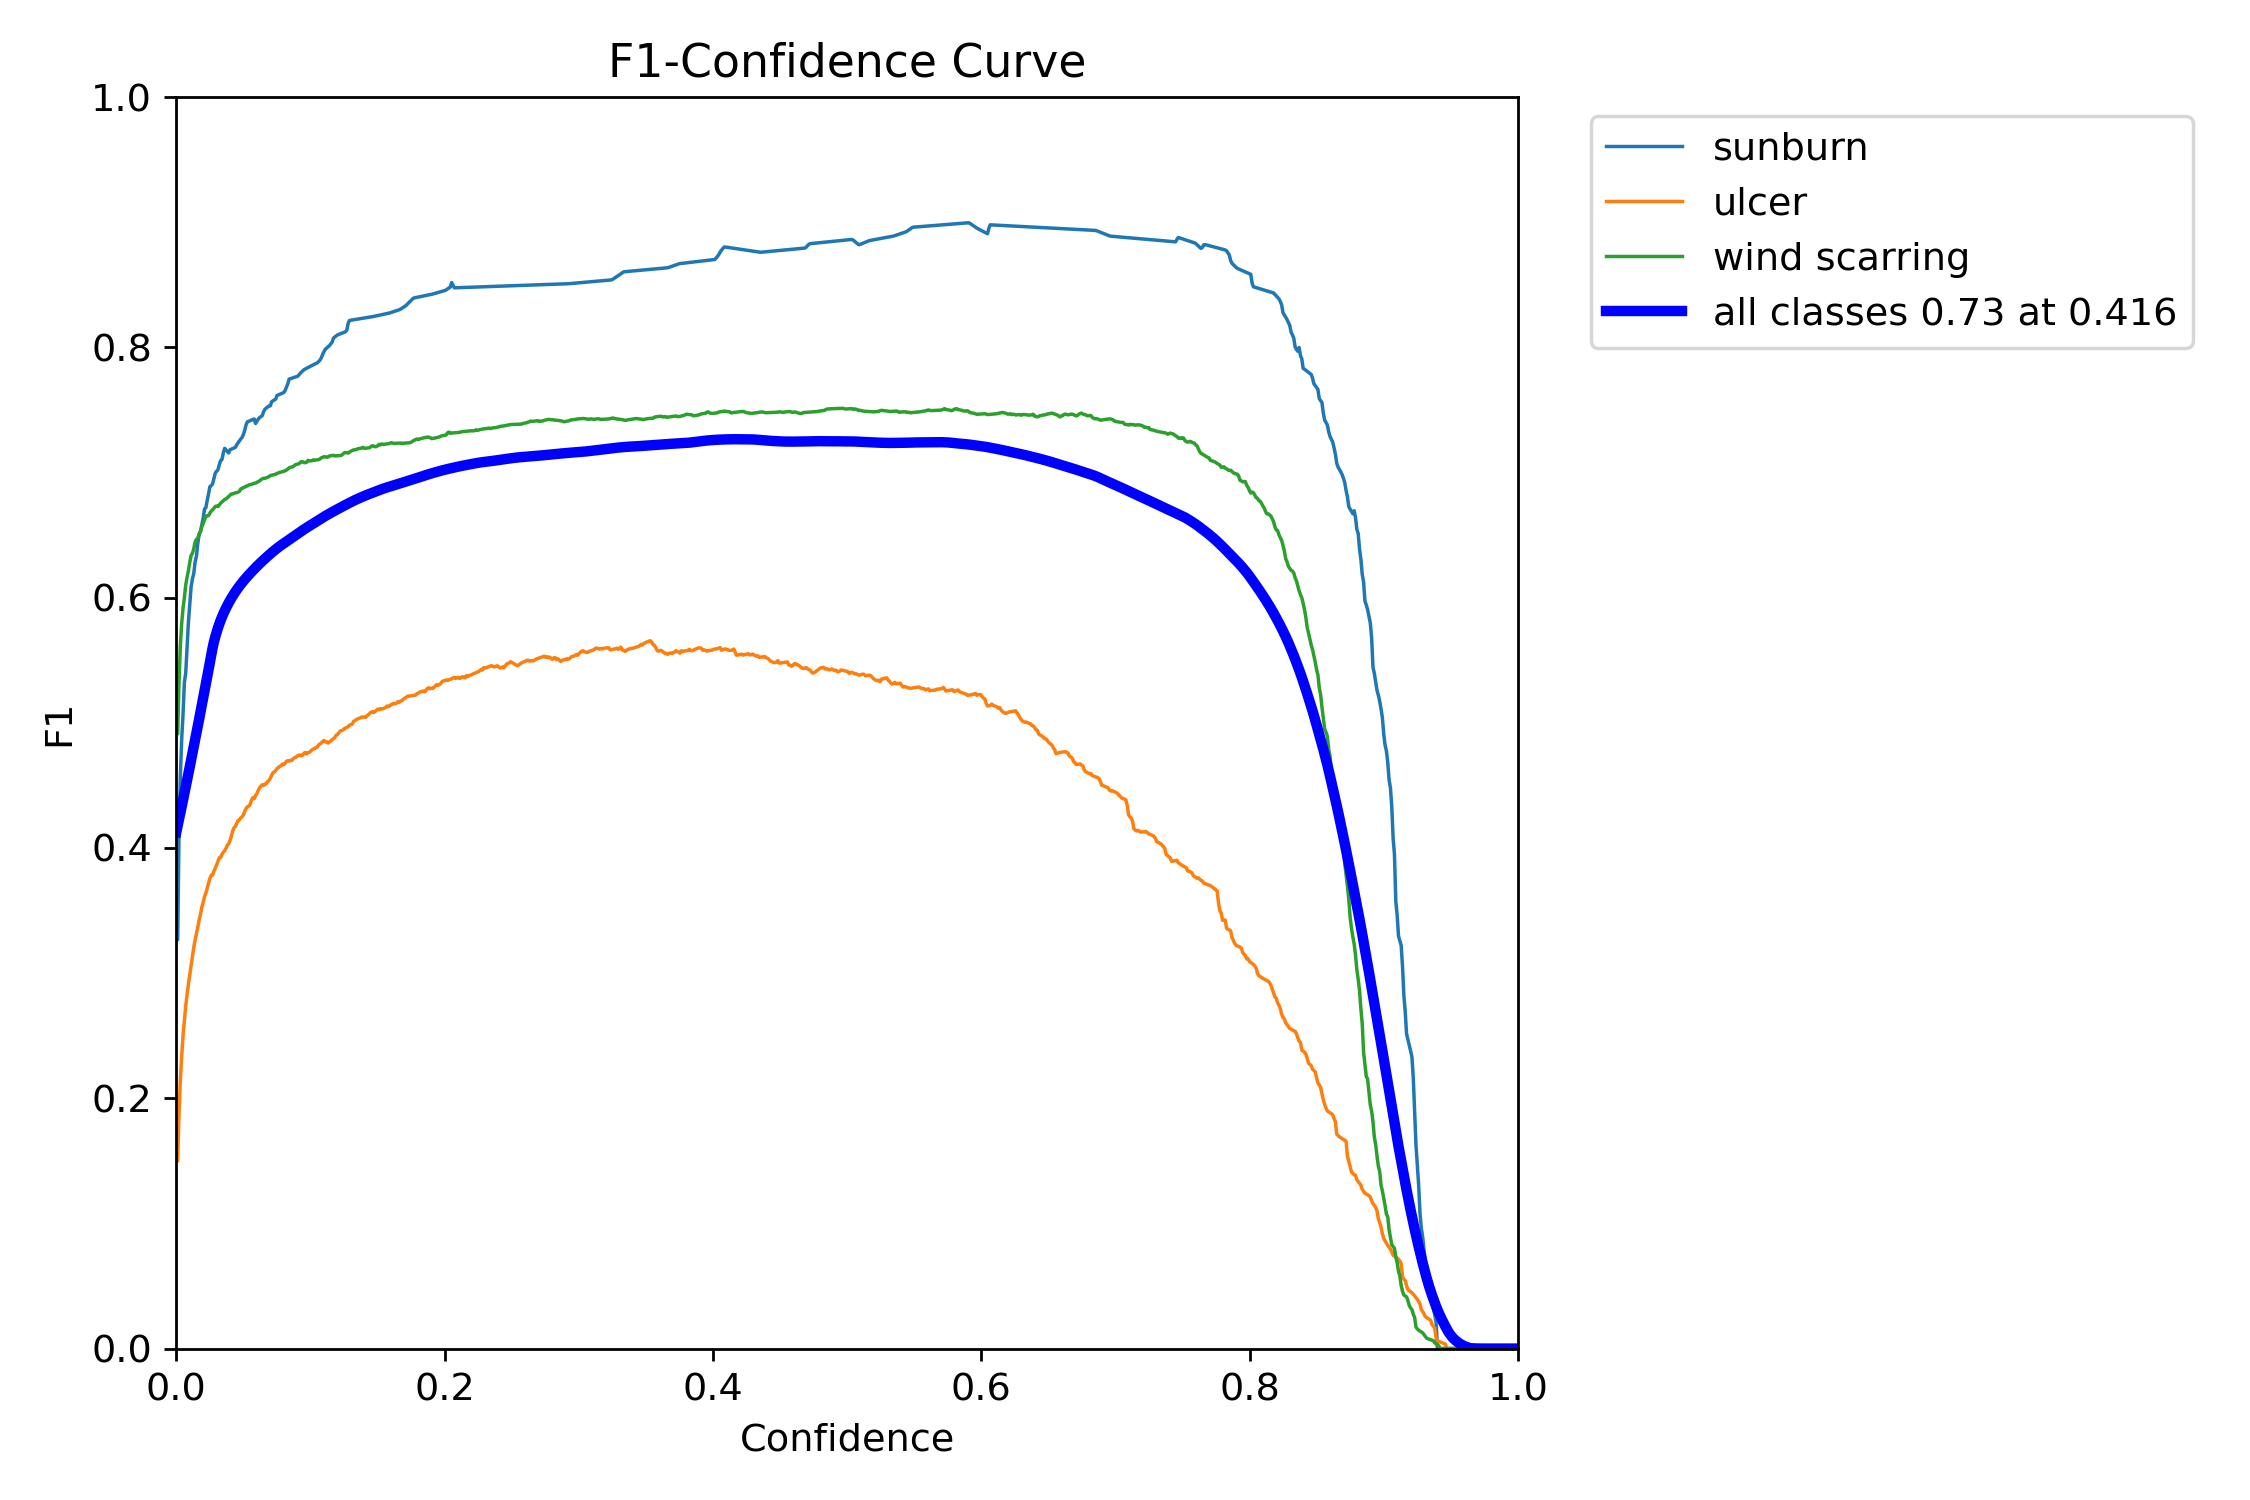 F1-Confidence Curve
1.0
0.8
0.6
0.4
0.2
0.0
F1
0.0 0.2 0.4 0.6 0.8 1.0
Confidence
sunburn
ulcer
wind scarring
all classes 0.73 at 0.416